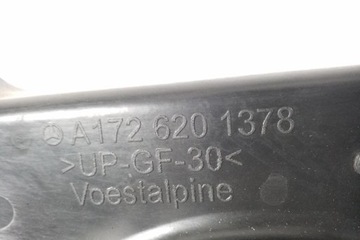 A172 620 1378
>UP-GF-30<
Voestalpine